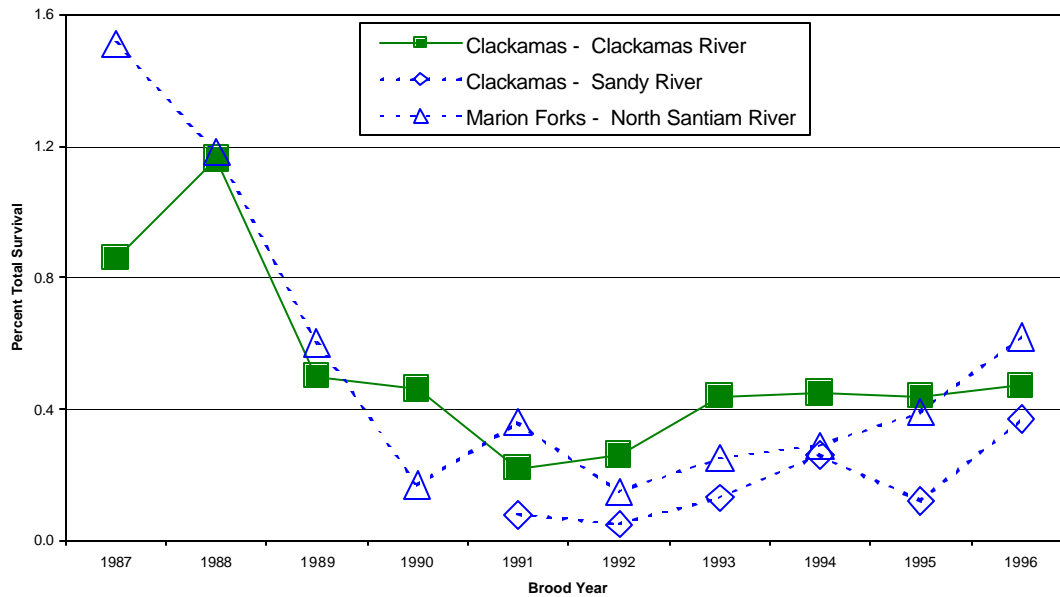 1.6
1.2
0.8
0.4
0.0
Percent Total Survival
Clackamas - Clackamas River
Clackamas - Sandy River
Marion Forks - North Santiam River
1987 1988 1989 1990 1991 1992 1993 1994 1995 1996
Brood Year